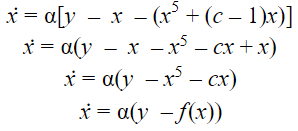 ẋ = α[y – x – (x⁵ + (c – 1)x)]
ẋ = α(y – x –x⁵ – cx + x)
ẋ = α(y –x⁵ – cx)
ẋ = α(y –f(x))